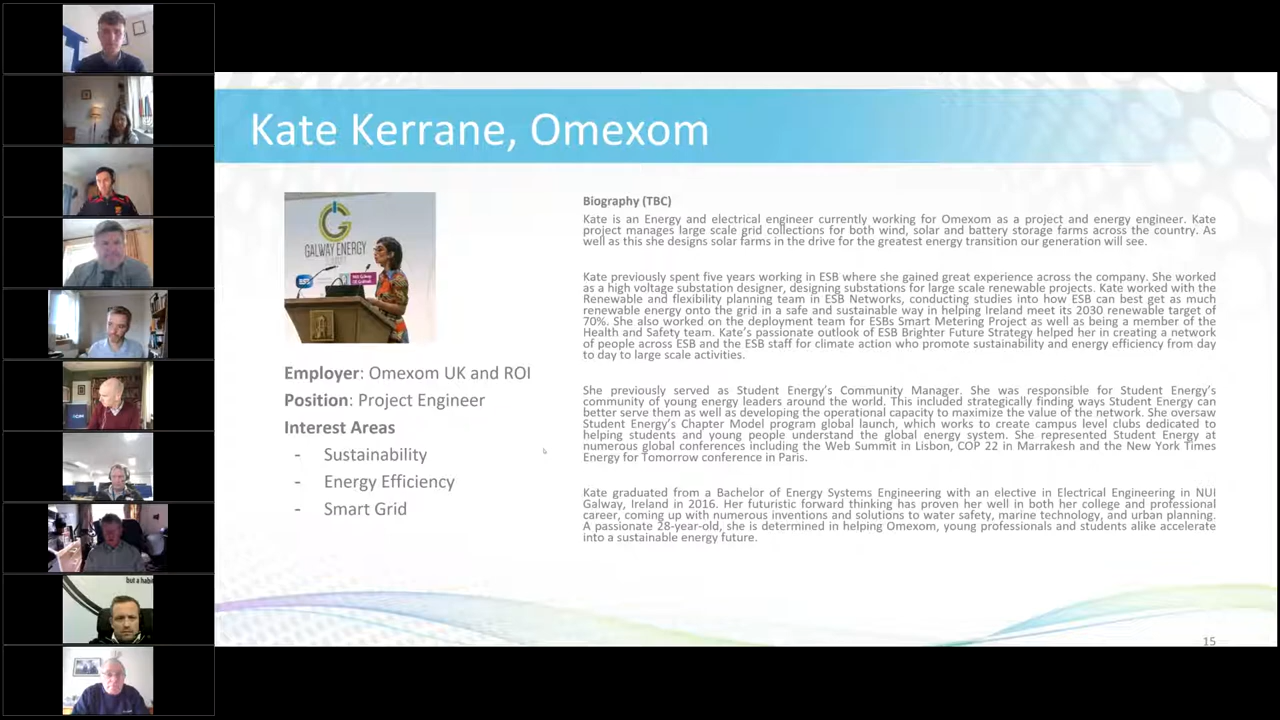 Kate Kerrane, Omexom
GALWAY ENERGY
Employer: Omexom UK and ROI
Position: Project Engineer
Interest Areas
- Sustainability
- Energy Efficiency
- Smart Grid
Biography (TBC)
Kate is an Energy and electrical engineer currently working for Omexom as a project and energy engineer. Kate
project manages large scale grid collections for both wind, solar and battery storage farms across the country. As
well as this she designs solar farms in the drive for the greatest energy transition our generation will see.
Kate previously spent five years working in ESB where she gained great experience across the company. She worked
as a high voltage substation designer, designing substations for large scale renewable projects. Kate worked with the
Renewable and flexibility planning team in ESB Networks, conducting studies into how ESB can best get as much
renewable energy onto the grid in a safe and sustainable way in helping Ireland meet its 2030 renewable target of
70%. She also worked on the deployment team for ESBs Smart Metering Project as well as being a member of the
Health and Safety team. Kate's passionate outlook of ESB Brighter Future Strategy helped her in creating a network
of people across ESB and the ESB staff for climate action who promote sustainability and energy efficiency from day
to day to large scale activities.
She previously served as Student Energy's Community Manager. She was responsible for Student Energy's
community of young energy leaders around the world. This included strategically finding ways Student Energy can
better serve them as well as developing the operational capacity to maximize the value of the network. She oversaw
Student Energy's Chapter Model program global launch, which works to create campus level clubs dedicated to
helping students and young people understand the global energy system. She represented Student Energy at
numerous global conferences including the Web Summit in Lisbon, COP 22 in Marrakesh and the New York Times
Energy for Tomorrow conference in Paris.
Kate graduated from a Bachelor of Energy Systems Engineering with an elective in Electrical Engineering in NUI
Galway, Ireland in 2016. Her futuristic forward thinking has proven her well in both her college and professional
career, coming up with numerous inventions and solutions to water safety, marine technology, and urban planning.
A passionate 28-year-old, she is determined in helping Omexom, young professionals and students alike accelerate
into a sustainable energy future.
15
but a habit